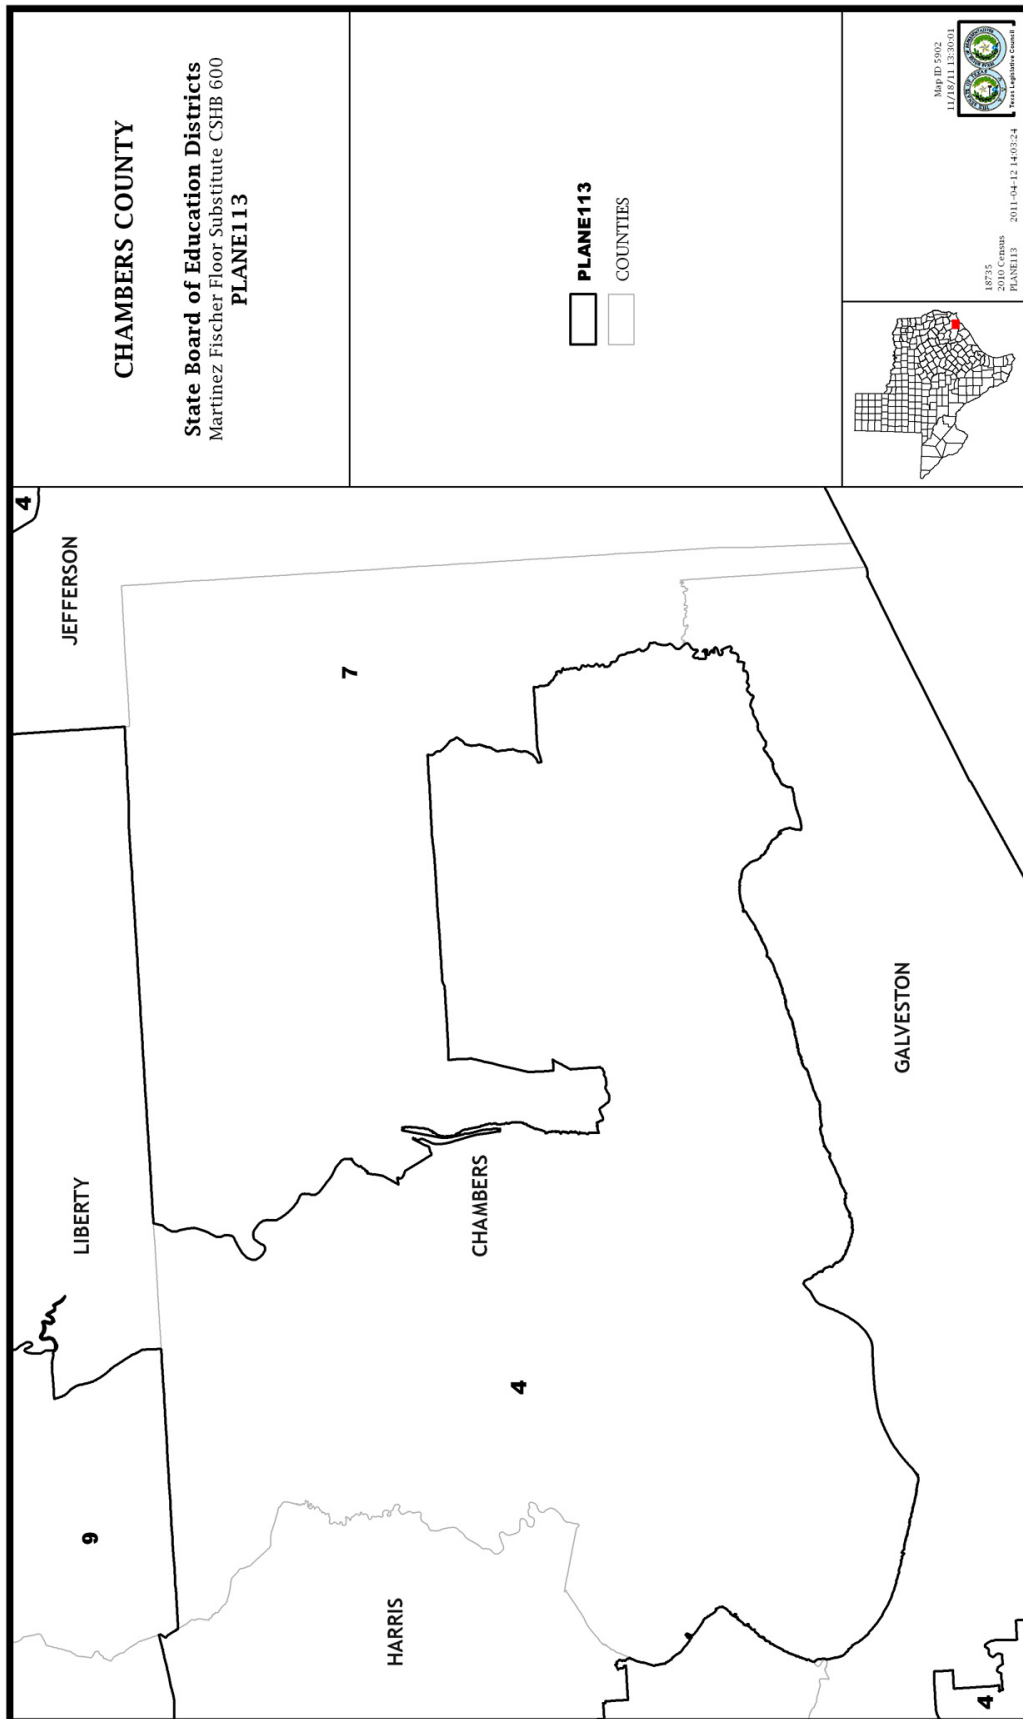 CHAMBERS COUNTY
State Board of Education Districts
Martinez Fischer Floor Substitute CSHB 600
PLANE113
PLANE113
COUNTIES
Map ID 5902
11/18/11 13:30:01
Texas Legislative Council
18735
2010 Census
PLANE113 2011-04-12 14:03:24
4
JEFFERSON
7
LIBERTY
CHAMBERS
GALVESTON
4
9
HARRIS
4